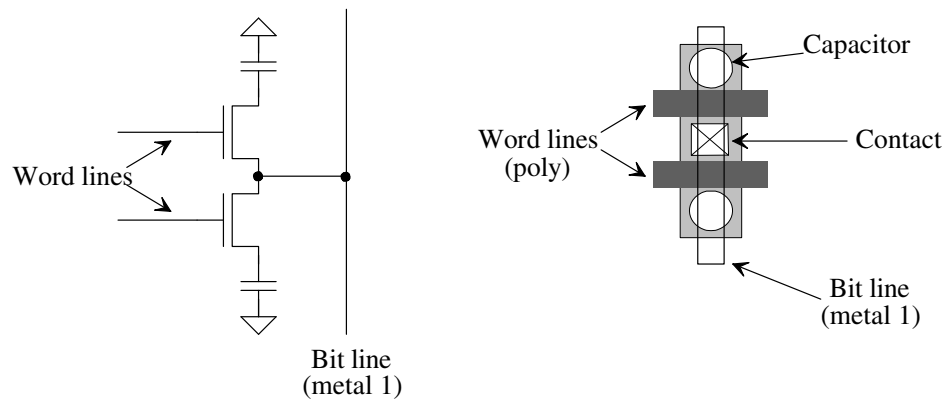 Word lines
Bit line
(metal 1)
Capacitor
Word lines
(poly)
Contact
Bit line
(metal 1)